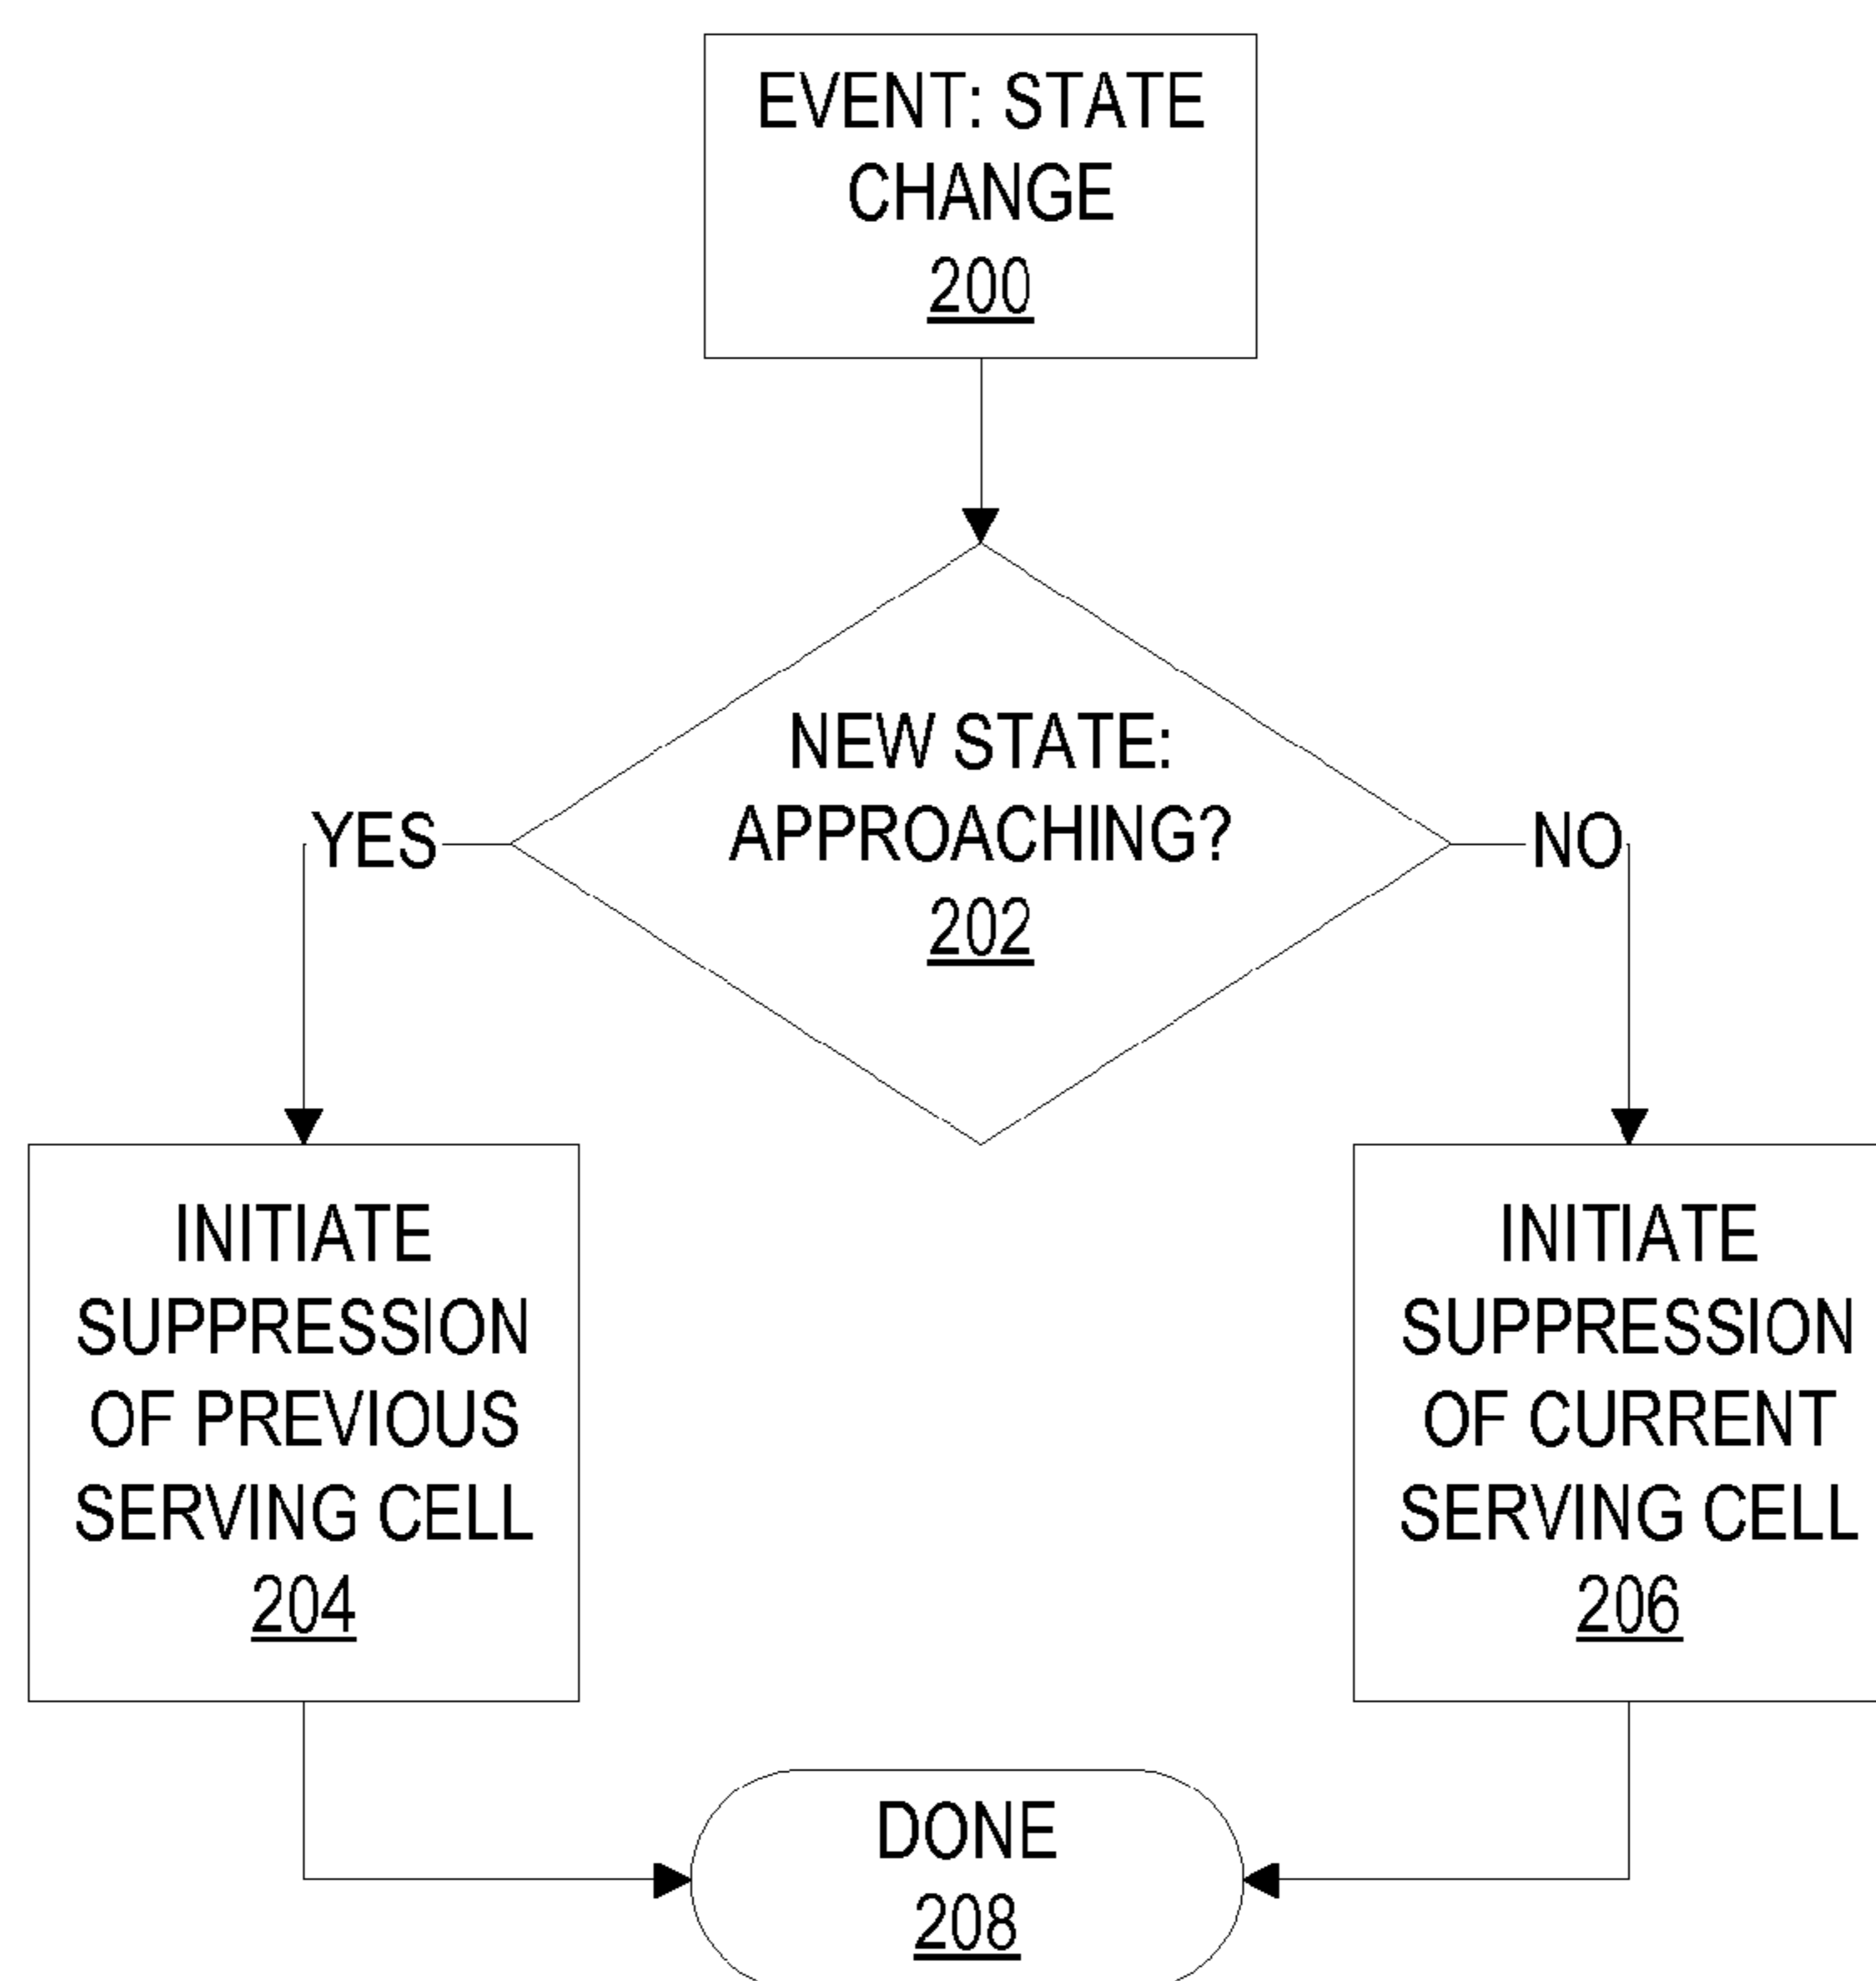 EVENT: STATE
CHANGE
200
NEW STATE:
APPROACHING?
202
YES
NO
INITIATE
SUPPRESSION
OF PREVIOUS
SERVING CELL
204
INITIATE
SUPPRESSION
OF CURRENT
SERVING CELL
206
DONE
208